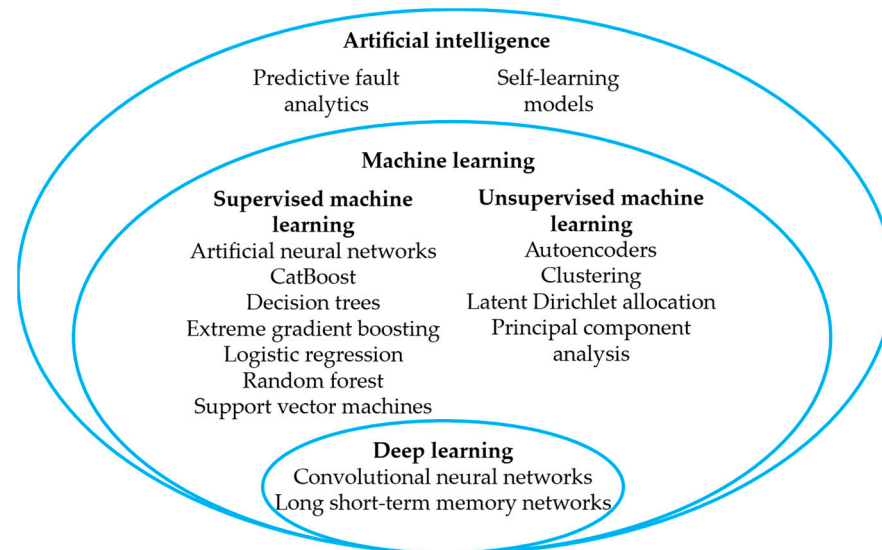 Artificial intelligence
Predictive fault
analytics
Self-learning
models
Machine learning
Supervised machine
learning
Artificial neural networks
CatBoost
Decision trees
Extreme gradient boosting
Logistic regression
Random forest
Support vector machines
Unsupervised machine
learning
Autoencoders
Clustering
Latent Dirichlet allocation
Principal component
analysis
Deep learning
Convolutional neural networks
Long short-term memory networks